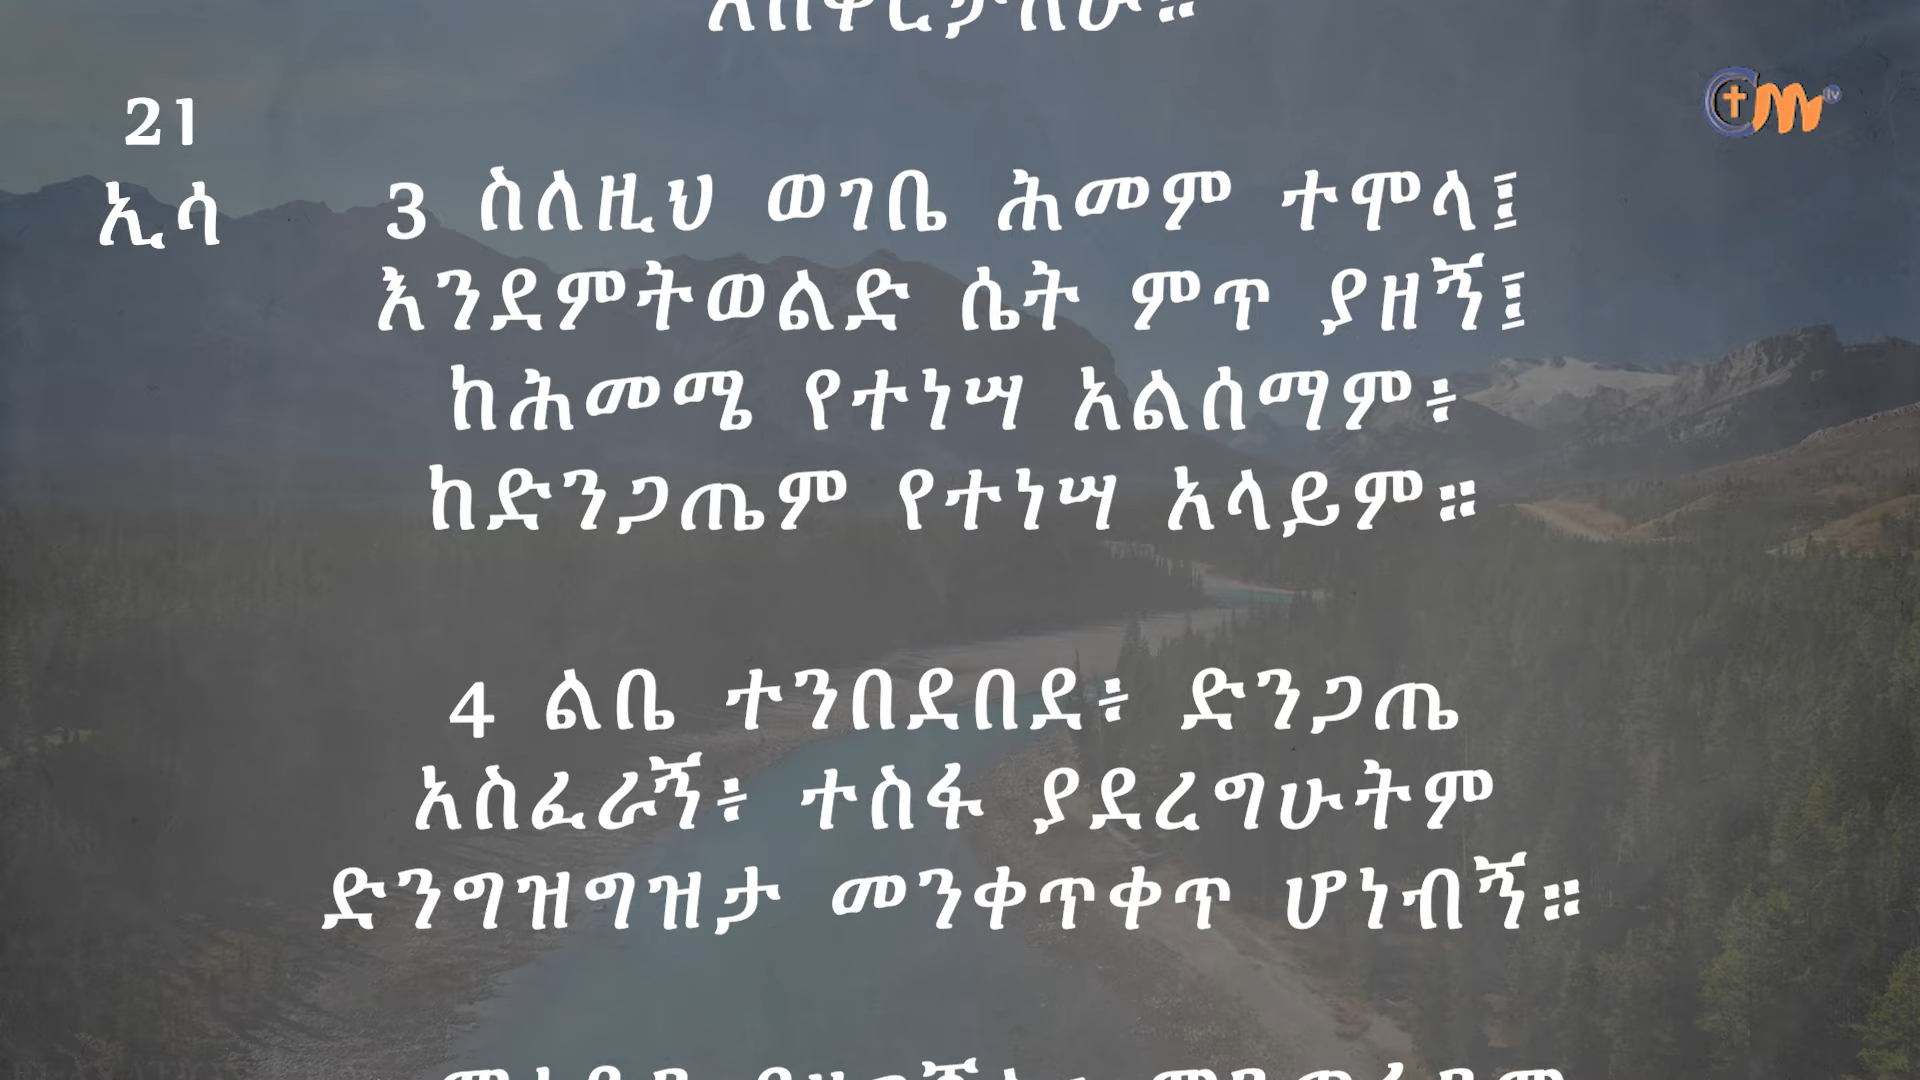 21
ኢሳ
3 ስለዚህ ወገቤ ሕመም ተሞላ፤
እንደምትወልድ ሴት ምጥ ያዘኝ፤
ከሕመሜ የተነሣ አልሰማም፥
ከድንጋጤም የተነሣ አላይም።
4 ልቤ ተንበደበደ፥ ድንጋጤ
አስፈራኝ፥ ተስፋ ያደረግሁትም
ድንግዝግዝታ መንቀጥቀጥ ሆነብኝ።